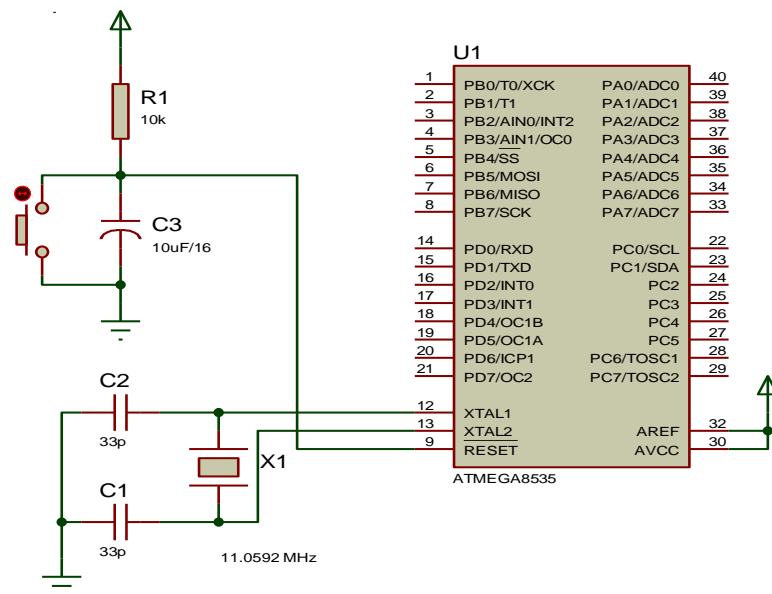 U1
R1
10k
C3
10uF/16
C2
33p
C1
33p
X1
11.0592 MHz
1 PB0/T0/XCK PA0/ADC0 40
2 PB1/T1 PA1/ADC1 39
3 PB2/AIN0/INT2 PA2/ADC2 38
4 PB3/AIN1/OC0 PA3/ADC3 37
5 PB4/SS PA4/ADC4 36
6 PB5/MOSI PA5/ADC5 35
7 PB6/MISO PA6/ADC6 34
8 PB7/SCK PA7/ADC7 33
14 PD0/RXD PC0/SCL 22
15 PD1/TXD PC1/SDA 23
16 PD2/INT0 PC2 24
17 PD3/INT1 PC3 25
18 PD4/OC1B PC4 26
19 PD5/OC1A PC5 27
20 PD6/ICP1 PC6/TOSC1 28
21 PD7/OC2 PC7/TOSC2 29
12 XTAL1
13 XTAL2 AREF 32
9 RESET AVCC 30
ATMEGA8535